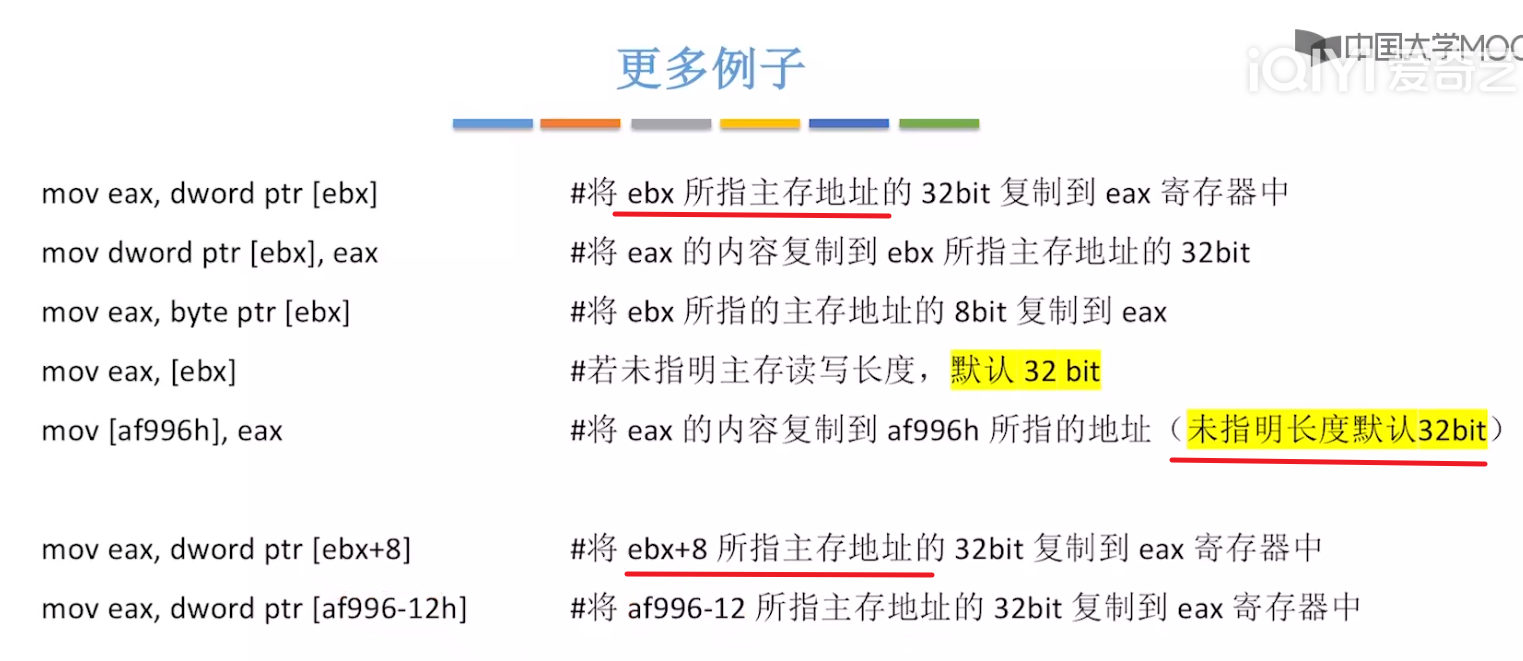 更多例子
中国大学MOO
iQIYI 爱奇艺
mov eax, dword ptr [ebx] #将 ebx 所指主存地址的 32bit 复制到 eax 寄存器中
mov dword ptr [ebx], eax #将 eax 的内容复制到 ebx 所指主存地址的 32bit
mov eax, byte ptr [ebx] #将 ebx 所指的主存地址的 8bit 复制到 eax
mov eax, [ebx] #若未指明主存读写长度，默认 32 bit
mov [af996h], eax #将 eax 的内容复制到 af996h 所指的地址（未指明长度默认32bit）
mov eax, dword ptr [ebx+8] #将 ebx+8 所指主存地址的 32bit 复制到 eax 寄存器中
mov eax, dword ptr [af996-12h] #将 af996-12 所指主存地址的 32bit 复制到 eax 寄存器中